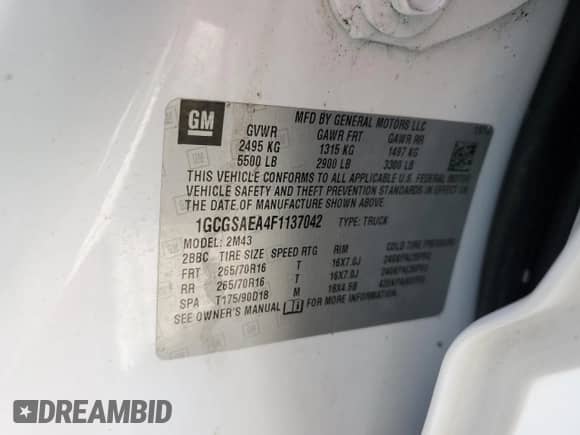 GM
MFD BY GENERAL MOTORS LLC
GVWR GAWR FRT GAWR RR
2495 KG 1315 KG 1497 KG
5500 LB 2900 LB 3300 LB
THIS VEHICLE CONFORMS TO ALL APPLICABLE U.S. FEDERAL MOTOR
VEHICLE SAFETY AND THEFT PREVENTION STANDARDS IN EFFECT ON
THE DATE OF MANUFACTURE SHOWN ABOVE.
1GCGSAEA4F1137042 TYPE: TRUCK
MODEL: 2M43
2BBC TIRE SIZE SPEED RTG RIM COLD TIRE PRESSURE
FRT 265/70R16 T 16X7.0J
RR 265/70R16 T 16X7.0J
SPA T175/90D18 M 18X4.5B
SEE OWNER'S MANUAL FOR MORE INFORMATION.
DREAMBID